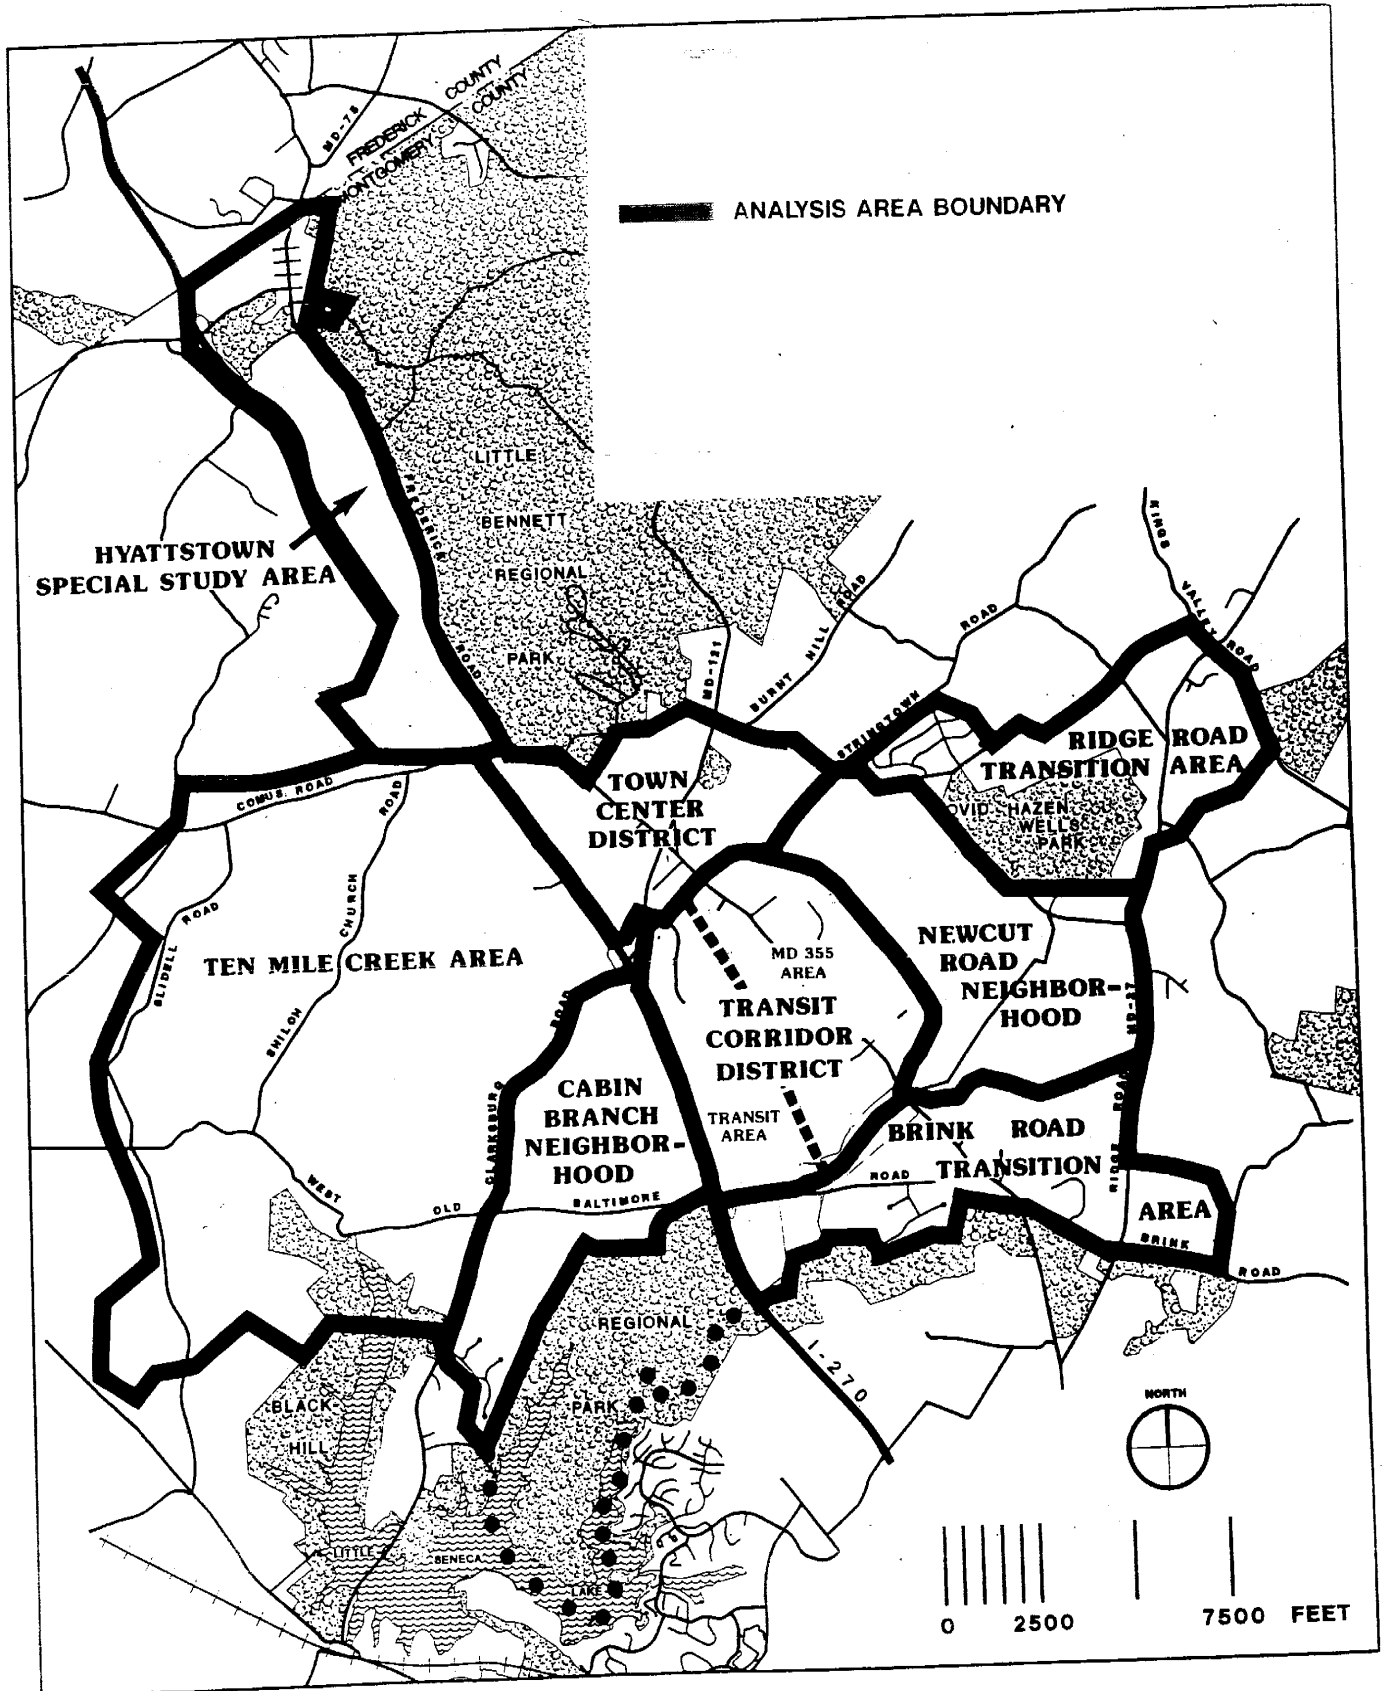 FREDERICK COUNTY
MONTGOMERY COUNTY
MD-75
ANALYSIS AREA BOUNDARY
LITTLE
BENNETT
REGIONAL
PARK
FREDERICK
ROAD
HYATTSTOWN
SPECIAL STUDY AREA
KINGS
VALLEY ROAD
MD-121
BURNT HILL ROAD
STRINGTOWN
ROAD
RIDGE ROAD
TRANSITION AREA
OVID HAZEN
WELLS
PARK
TOWN
CENTER
DISTRICT
COMUS ROAD
SLIDELL
ROAD
SHILOH
CHURCH
ROAD
TEN MILE CREEK AREA
MD 355
AREA
TRANSIT
CORRIDOR
DISTRICT
TRANSIT
AREA
NEWCUT
ROAD
NEIGHBOR-
HOOD
MD-27
RIDGE
ROAD
CLARKSBURG
ROAD
CABIN
BRANCH
NEIGHBOR-
HOOD
WEST
OLD
BALTIMORE
ROAD
BRINK ROAD
TRANSITION
AREA
BRINK
ROAD
REGIONAL
PARK
BLACK
HILL
LITTLE
SENECA
LAKE
I-270
NORTH
0 2500 7500 FEET